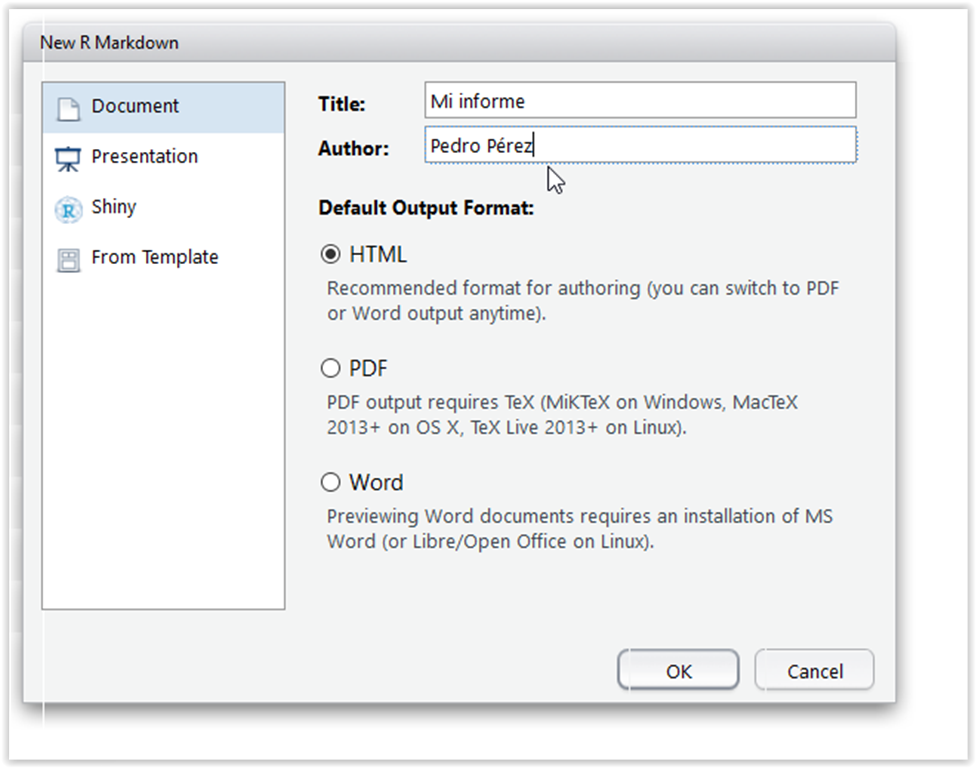 New R Markdown
Document
Presentation
Shiny
From Template
Title: Mi informe
Author: Pedro Pérez
Default Output Format:
HTML
Recommended format for authoring (you can switch to PDF
or Word output anytime).
PDF
PDF output requires TeX (MiKTeX on Windows, MacTeX
2013+ on OS X, TeX Live 2013+ on Linux).
Word
Previewing Word documents requires an installation of MS
Word (or Libre/Open Office on Linux).
OK Cancel